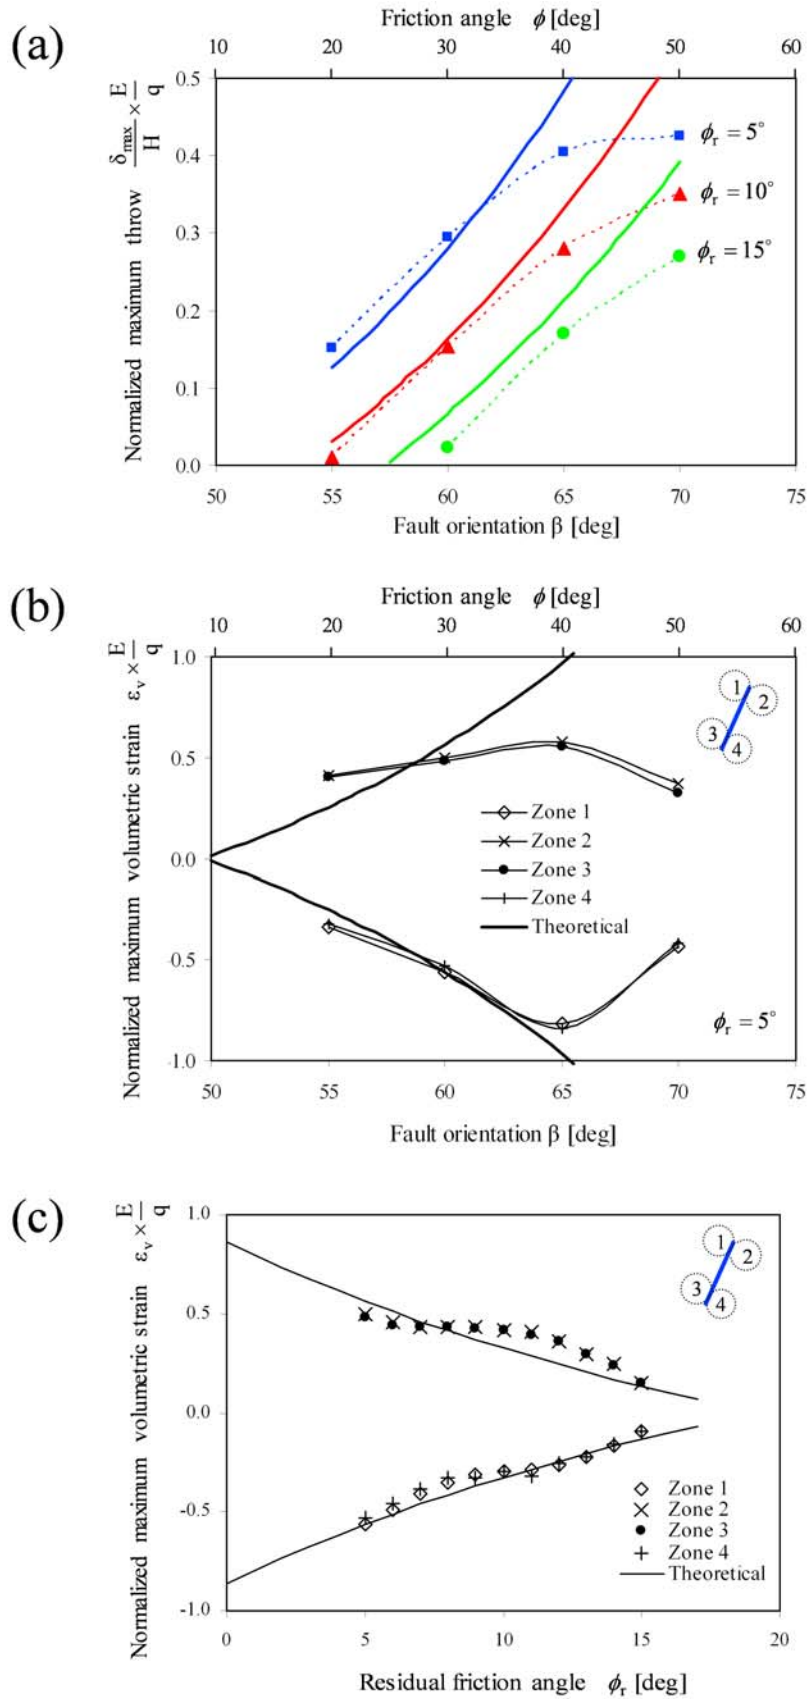 (a)
Friction angle ϕ [deg]
10 20 30 40 50 60
Normalized maximum throw δmax/H × E/q
0.5
0.4
0.3
0.2
0.1
0.0
ϕr = 5°
ϕr = 10°
ϕr = 15°
50 55 60 65 70 75
Fault orientation β [deg]
(b)
Friction angle ϕ [deg]
10 20 30 40 50 60
Normalized maximum volumetric strain εv × E/q
1.0
0.5
0.0
-0.5
-1.0
1
2
3
4
Zone 1
Zone 2
Zone 3
Zone 4
Theoretical
ϕr = 5°
50 55 60 65 70 75
Fault orientation β [deg]
(c)
Normalized maximum volumetric strain εv × E/q
1.0
0.5
0.0
-0.5
-1.0
1
2
3
4
Zone 1
Zone 2
Zone 3
Zone 4
Theoretical
0 5 10 15 20
Residual friction angle ϕr [deg]